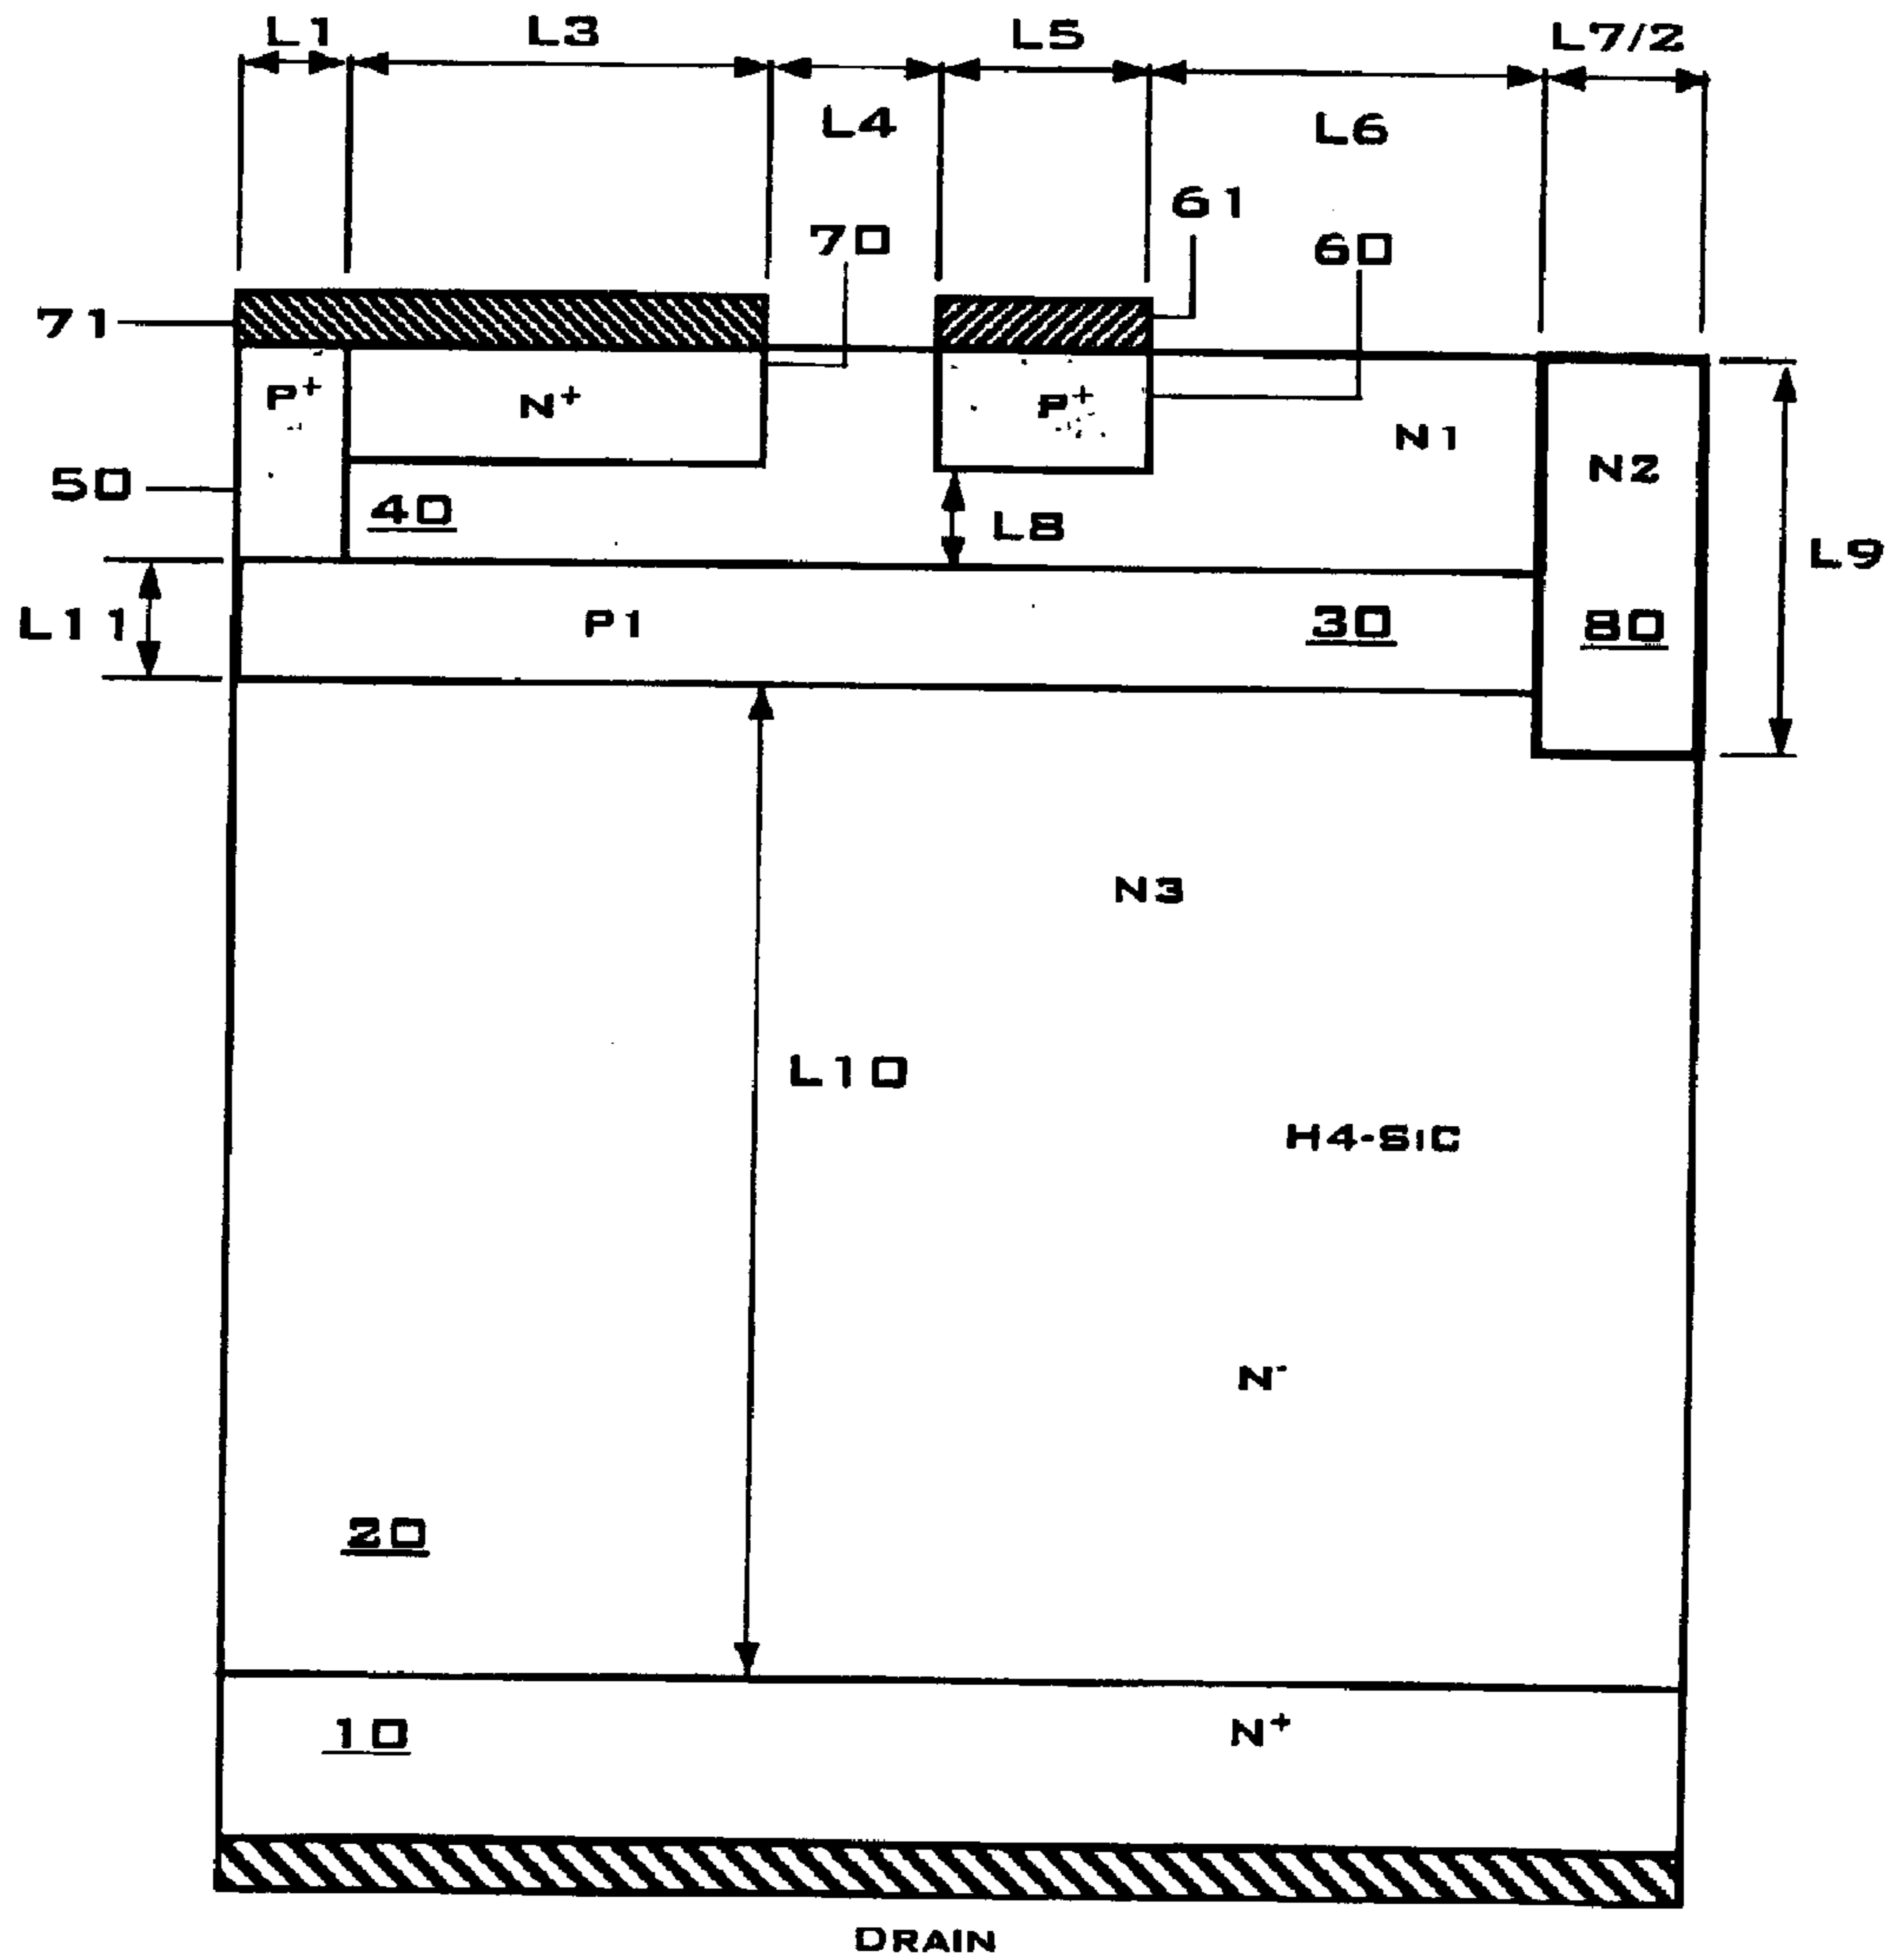 L1 L3 L5 L7/2
L4 L6
61
70 60
71
P+ N+ P+ N1
N2
50 40 L8
L9
L11 P1 30 80
N3
L10
H4-SiC
N-
20
10 N+
DRAIN